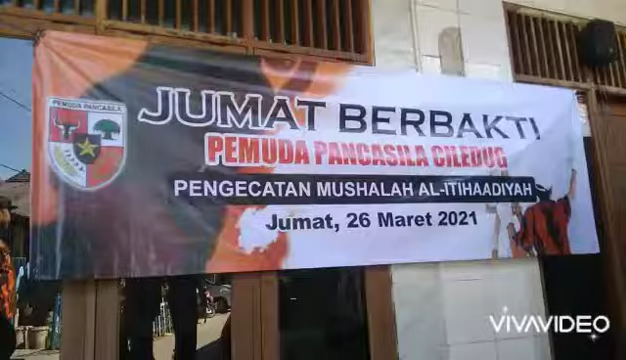 PEMUDA PANCASILA
JUMAT BERBAKTI
PEMUDA PANCASILA CILEDUG
PENGECATAN MUSHALAH AL-ITIHAADIYAH
Jumat, 26 Maret 2021
VIVAVIDEO